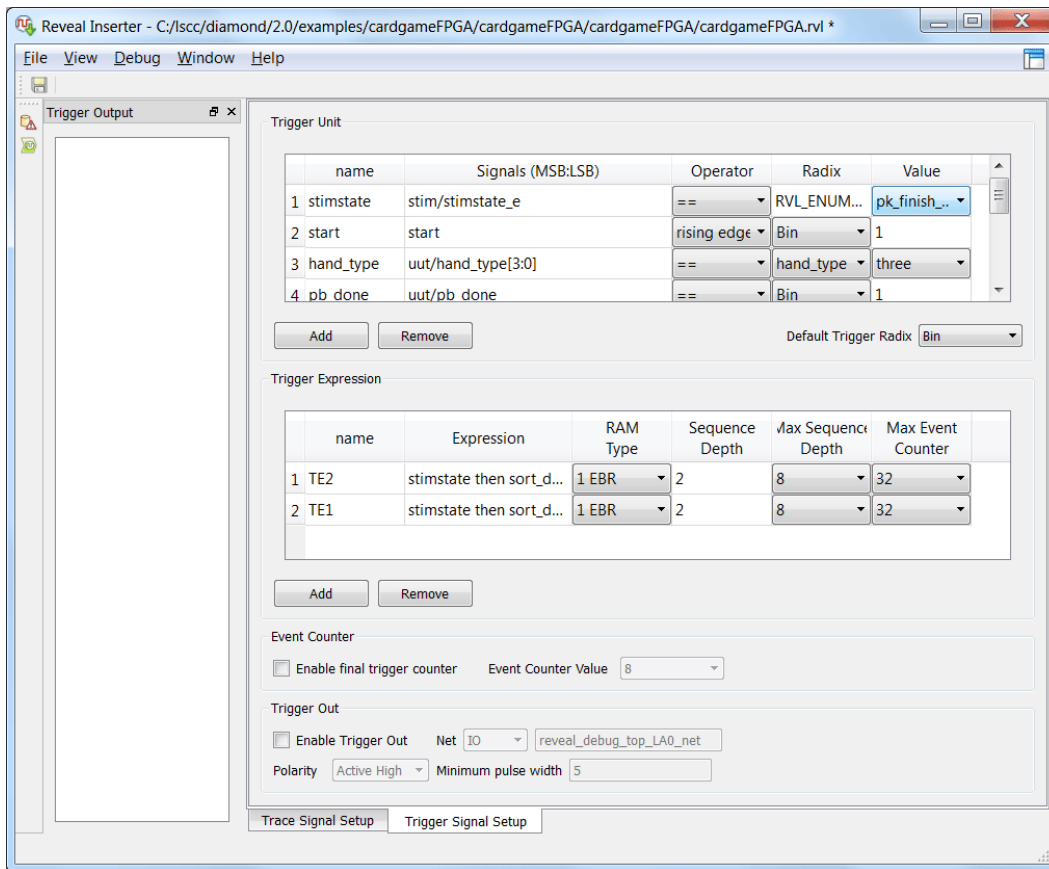 Reveal Inserter - C:/lscc/diamond/2.0/examples/cardgameFPGA/cardgameFPGA/cardgameFPGA/cardgameFPGA.rvl *
File View Debug Window Help
Trigger Output
Trigger Unit
name Signals (MSB:LSB) Operator Radix Value
1 stimstate stim/stimstate_e == RVL_ENUM... pk_finish_..
2 start start rising edge Bin 1
3 hand_type uut/hand_type[3:0] == hand_type three
4 pb_done uut/pb_done == Bin 1
Add Remove Default Trigger Radix Bin
Trigger Expression
name Expression RAM Type Sequence Depth Max Sequence Depth Max Event Counter
1 TE2 stimstate then sort_d... 1 EBR 2 8 32
2 TE1 stimstate then sort_d... 1 EBR 2 8 32
Add Remove
Event Counter
Enable final trigger counter Event Counter Value 8
Trigger Out
Enable Trigger Out Net IO reveal_debug_top_LA0_net
Polarity Active High Minimum pulse width 5
Trace Signal Setup Trigger Signal Setup